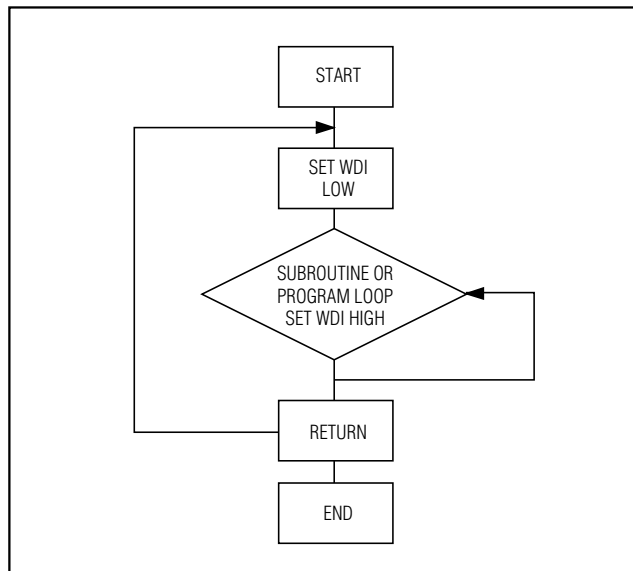 START
SET WDI
LOW
SUBROUTINE OR
PROGRAM LOOP
SET WDI HIGH
RETURN
END